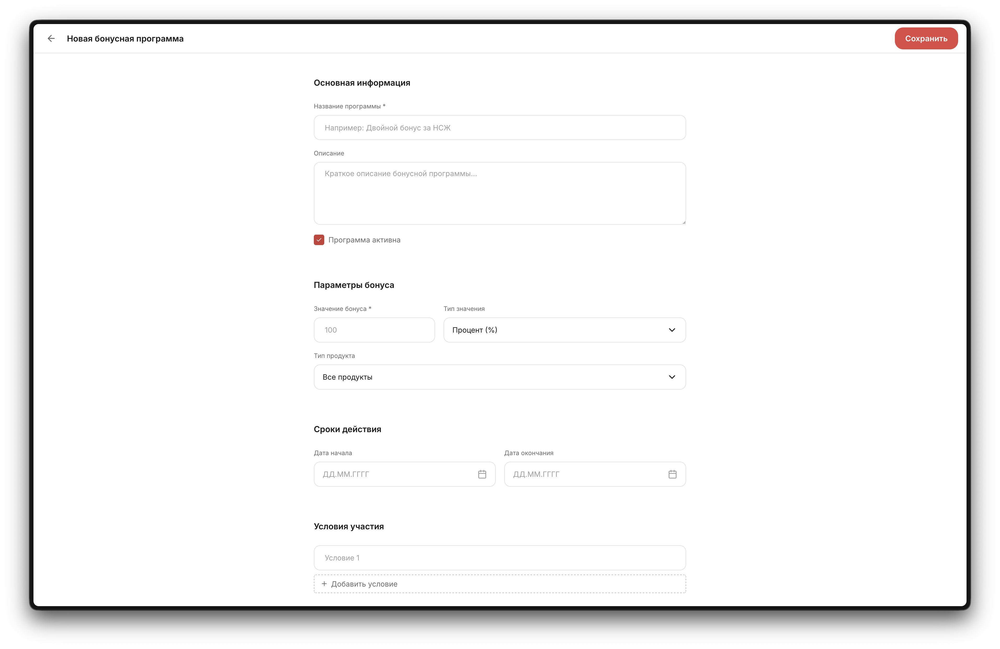 Новая бонусная программа
Сохранить
Основная информация
Название программы *
Например: Двойной бонус за НСЖ
Описание
Краткое описание бонусной программы...
Программа активна
Параметры бонуса
Значение бонуса *
Тип значения
100
Процент (%)
Тип продукта
Все продукты
Сроки действия
Дата начала
Дата окончания
ДД.ММ.ГГГГ
ДД.ММ.ГГГГ
Условия участия
Условие 1
+ Добавить условие